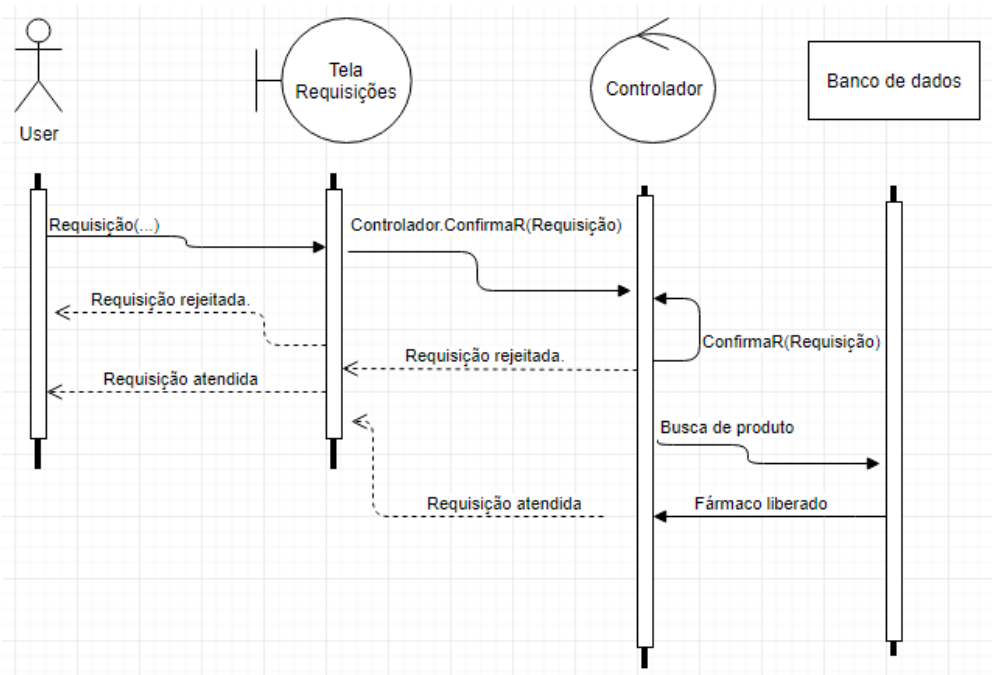 User
Tela
Requisições
Controlador
Banco de dados
Requisição(...)
Controlador.ConfirmaR(Requisição)
Requisição rejeitada.
ConfirmaR(Requisição)
Requisição rejeitada.
Requisição atendida
Busca de produto
Requisição atendida
Fármaco liberado